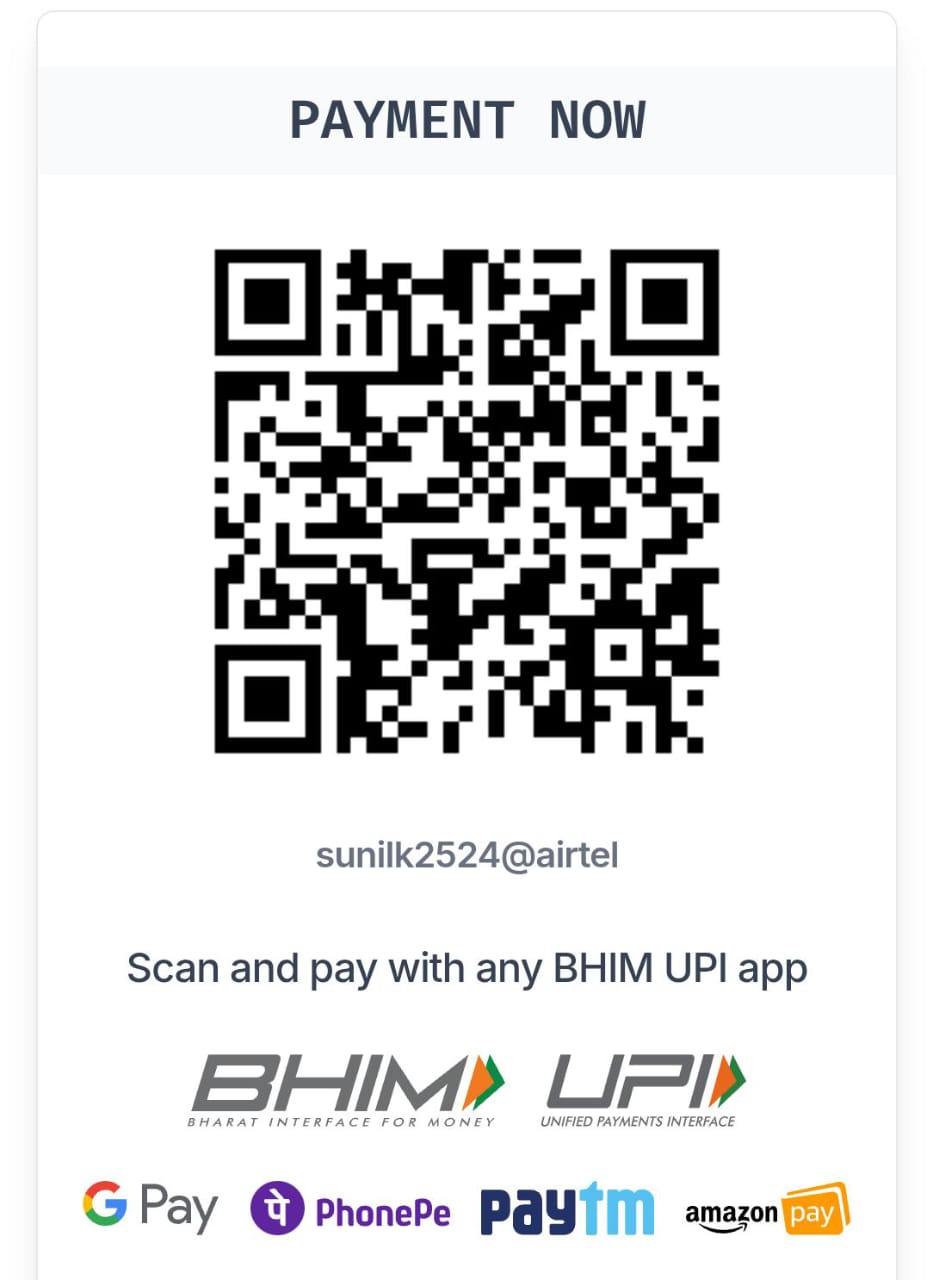 PAYMENT NOW
sunilk2524@airtel
Scan and pay with any BHIM UPI app
BHIM UPI
BHARAT INTERFACE FOR MONEY UNIFIED PAYMENTS INTERFACE
G Pay पे PhonePe paytm amazon pay